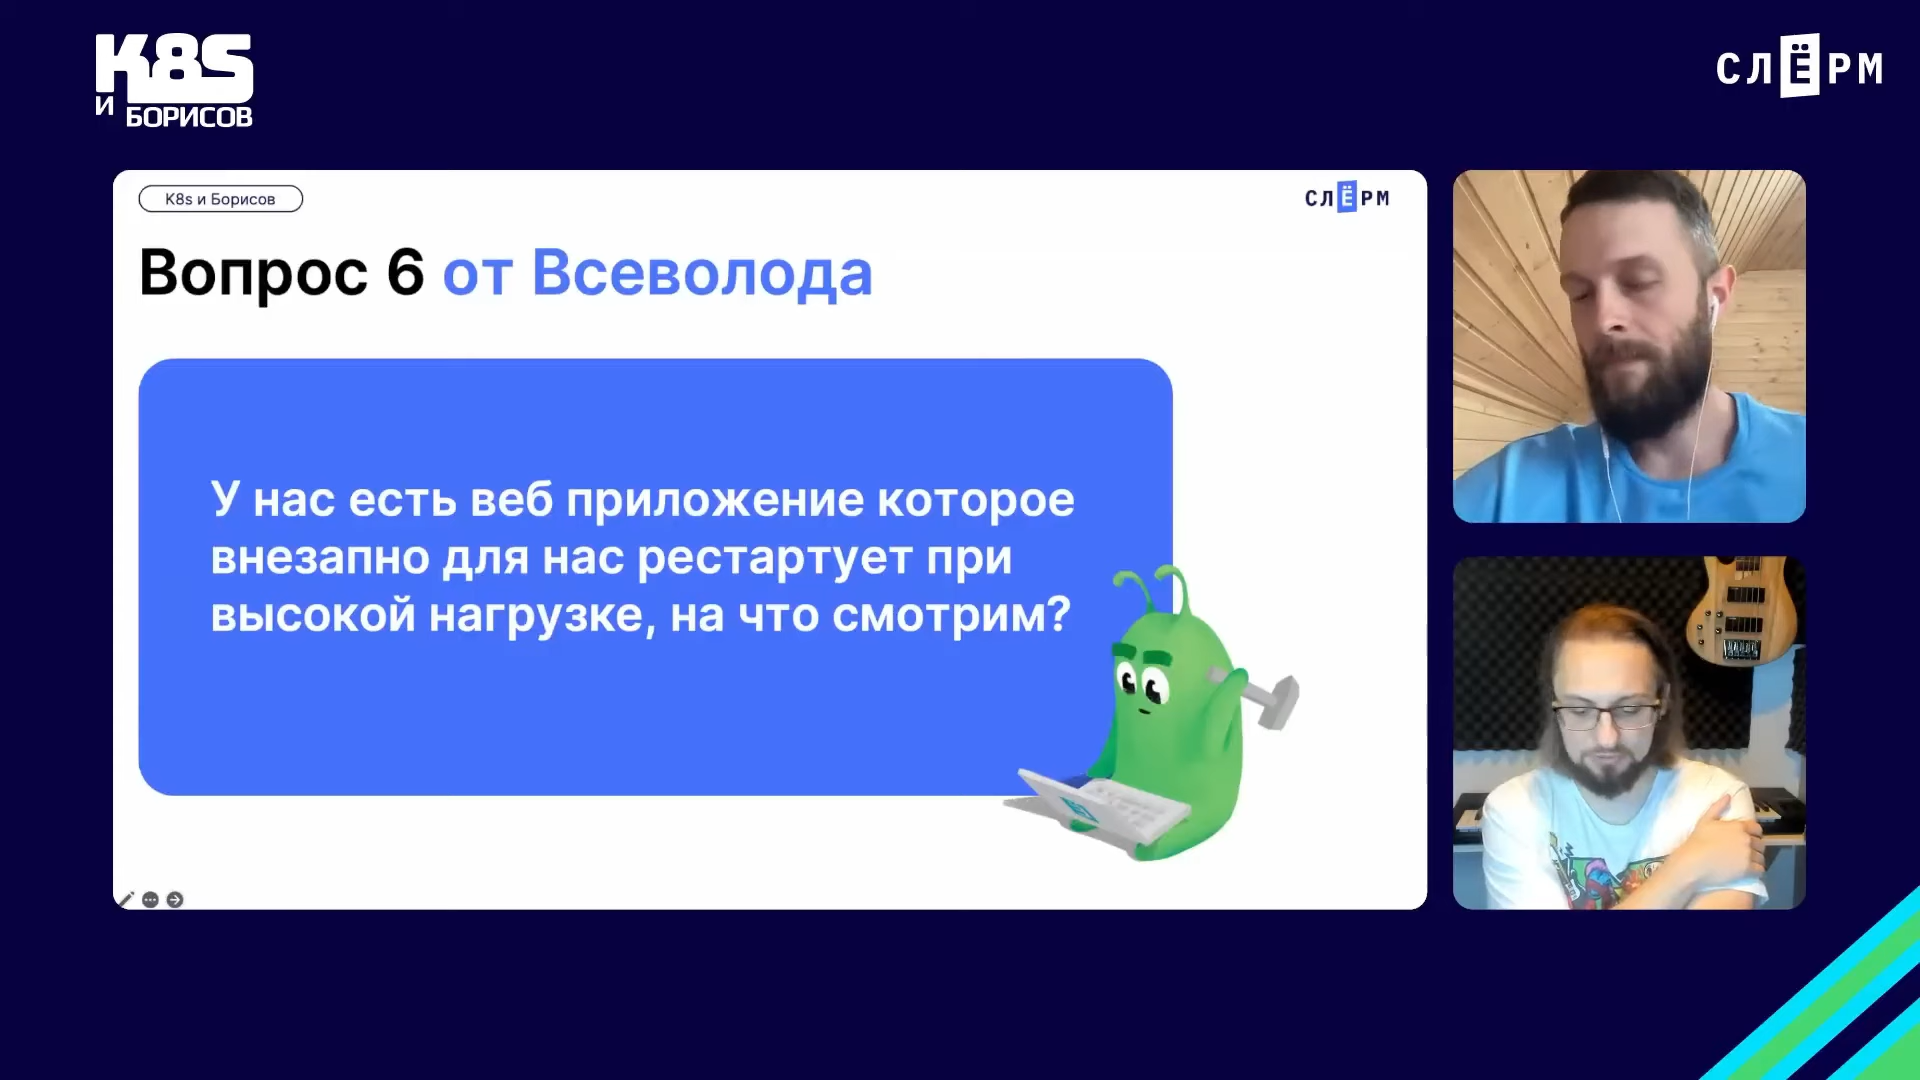 K8S
И БОРИСОВ
СЛЁРМ
K8s и Борисов
СЛЁРМ
Вопрос 6 от Всеволода
У нас есть веб приложение которое
внезапно для нас рестартует при
высокой нагрузке, на что смотрим?